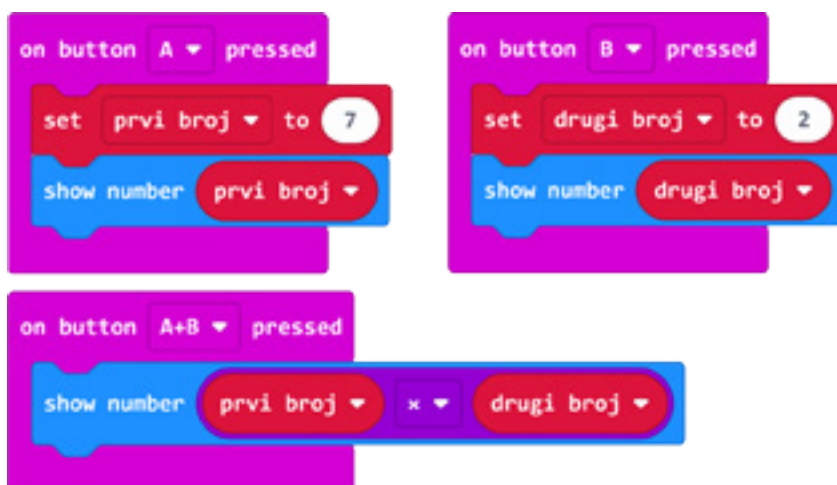 on button A pressed
set prvi broj to 7
show number prvi broj
on button B pressed
set drugi broj to 2
show number drugi broj
on button A+B pressed
show number prvi broj × drugi broj